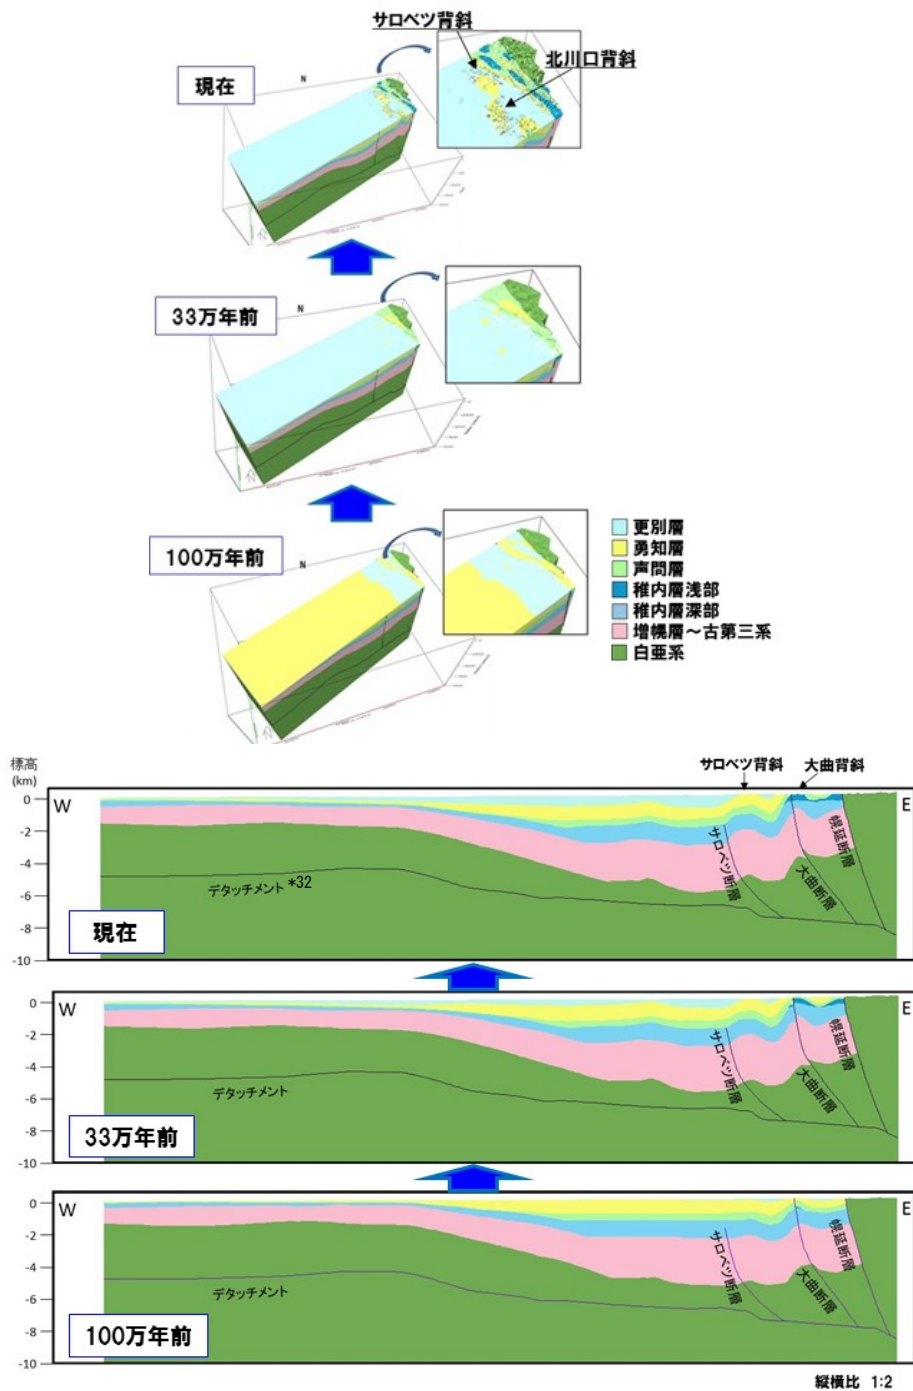 サロベツ背斜
北川口背斜
現在
N
33万年前
N
100万年前
N
更別層
勇知層
声問層
稚内層浅部
稚内層深部
増幌層～古第三系
白亜系
標高
(km)
サロベツ背斜
大曲背斜
0
-2
-4
-6
-8
-10
W
E
デタッチメント *32
サロベツ断層
大曲断層
幌延断層
現在
0
-2
-4
-6
-8
-10
W
E
デタッチメント
サロベツ断層
大曲断層
幌延断層
33万年前
0
-2
-4
-6
-8
-10
W
E
デタッチメント
サロベツ断層
大曲断層
幌延断層
100万年前
縦横比 1:2